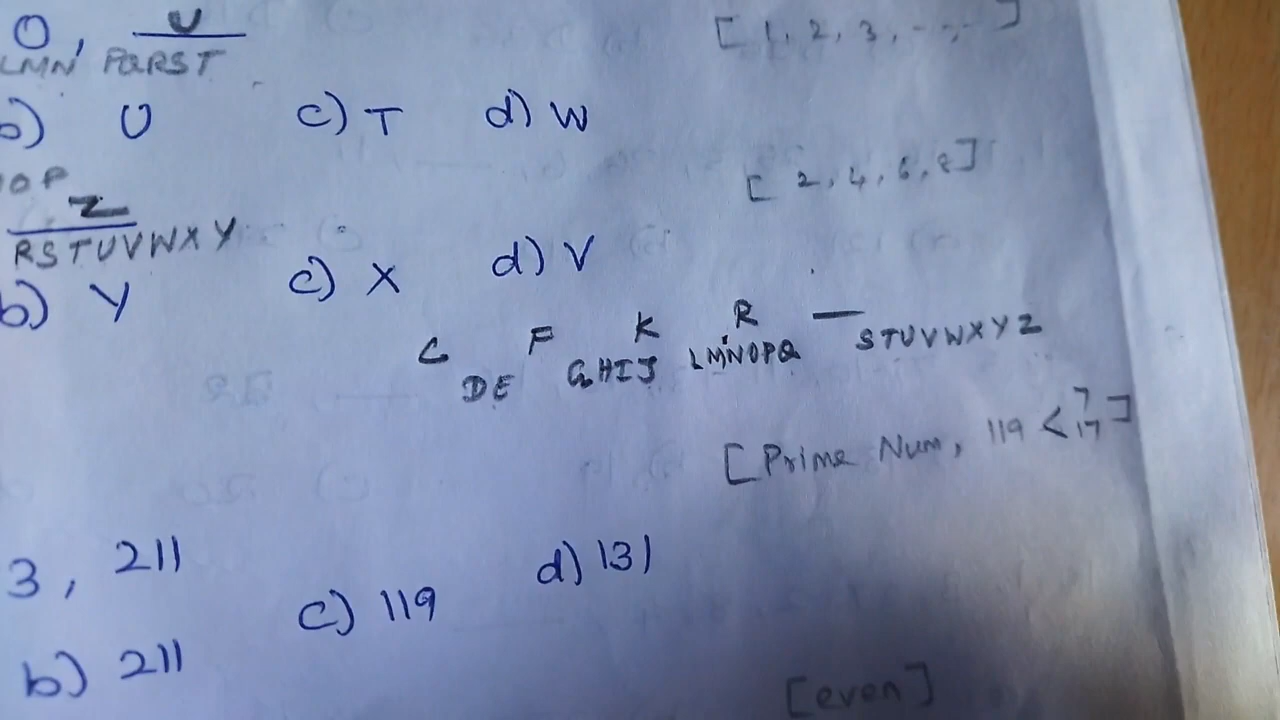 O, U [1, 2, 3, ...]
LMN PQRST
b) U c) T d) W
OP [2, 4, 6, 8]
Z
RSTUVWXY
b) Y c) X d) V
C F K R —
DE GHIJ LMNOPQ STUVWXYZ
[Prime Num, 119 < 7 17]
3, 211
b) 211 c) 119 d) 131
[even]